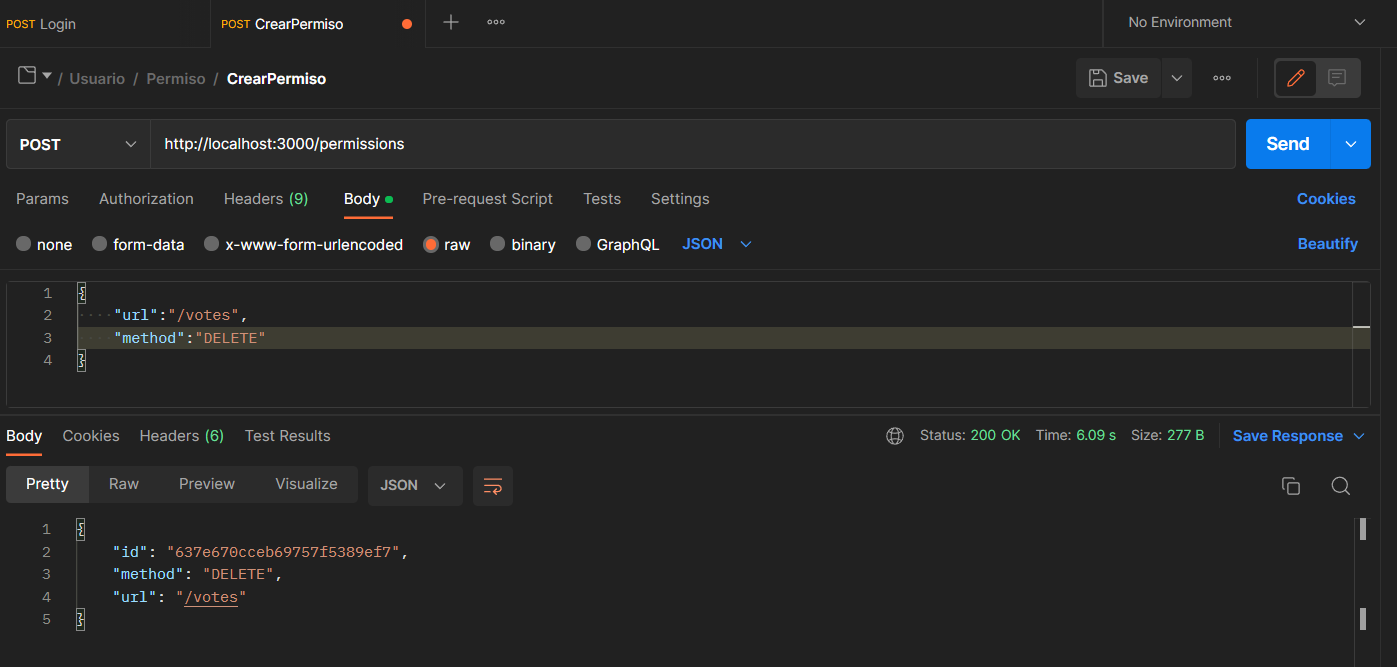 POST Login
POST CrearPermiso
No Environment
/ Usuario / Permiso / CrearPermiso
Save
POST
http://localhost:3000/permissions
Send
Params Authorization Headers (9) Body Pre-request Script Tests Settings Cookies
none form-data x-www-form-urlencoded raw binary GraphQL JSON Beautify
1 {
2 "url":"/votes",
3 "method":"DELETE"
4 }
Body Cookies Headers (6) Test Results Status: 200 OK Time: 6.09 s Size: 277 B Save Response
Pretty Raw Preview Visualize JSON
1 {
2 "id": "637e670cceb69757f5389ef7",
3 "method": "DELETE",
4 "url": "/votes"
5 }